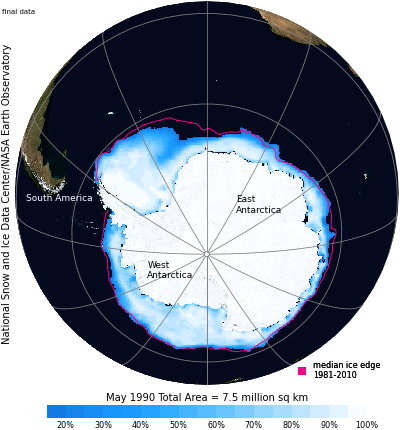 final data
National Snow and Ice Data Center/NASA Earth Observatory
South America
East
Antarctica
West
Antarctica
median ice edge
1981-2010
May 1990 Total Area = 7.5 million sq km
20% 30% 40% 50% 60% 70% 80% 90% 100%